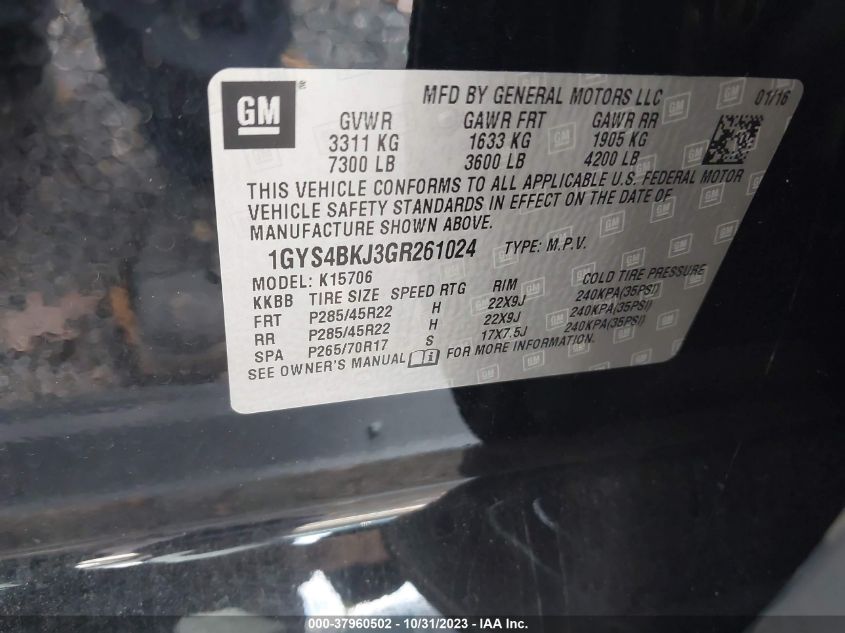 GM
MFD BY GENERAL MOTORS LLC 01/16
GVWR GAWR FRT GAWR RR
3311 KG 1633 KG 1905 KG
7300 LB 3600 LB 4200 LB
THIS VEHICLE CONFORMS TO ALL APPLICABLE U.S. FEDERAL MOTOR
VEHICLE SAFETY STANDARDS IN EFFECT ON THE DATE OF
MANUFACTURE SHOWN ABOVE.
1GYS4BKJ3GR261024 TYPE: M.P.V.
MODEL: K15706
KKBB TIRE SIZE SPEED RTG RIM COLD TIRE PRESSURE
FRT P285/45R22 H 22X9J 240KPA(35PSI)
RR P285/45R22 H 22X9J 240KPA(35PSI)
SPA P265/70R17 S 17X7.5J 240KPA(35PSI)
SEE OWNER'S MANUAL i FOR MORE INFORMATION.
000-37960502 - 10/31/2023 - IAA Inc.